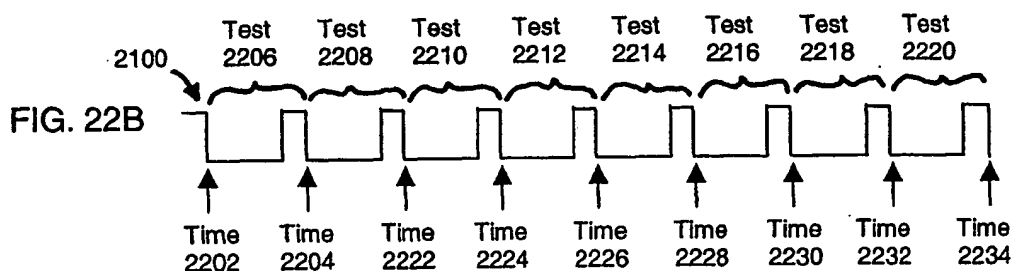 Test Test Test Test Test Test Test Test
2100 2206 2208 2210 2212 2214 2216 2218 2220
FIG. 22B
Time Time Time Time Time Time Time Time Time
2202 2204 2222 2224 2226 2228 2230 2232 2234